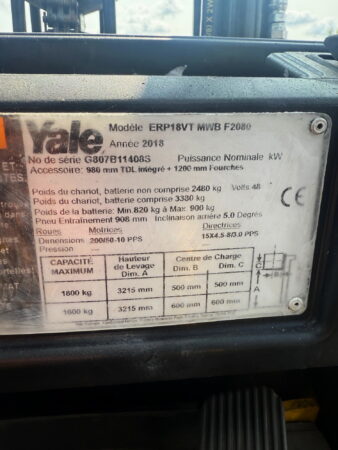 Yale
Modèle ERP18VT MWB F2080
Année 2018
No de série G807B11408S Puissance Nominale kW
Accessoire: 980 mm TDL intégré + 1200 mm Fourches
Poids du chariot, batterie non comprise 2480 kg Volts 48
Poids du chariot, batterie comprise 3380 kg
Poids de la batterie: Min.820 kg à Max: 900 kg
Pneu Entraînement 908 mm Inclinaison arrière 5.0 Degrés
Roues Motrices Directrices
Dimensions 200/50-10 PPS 15X4.5-8/3.0 PPS
Pression
CE
CAPACITÉ MAXIMUM Hauteur de Levage Dim. A Centre de Charge Dim. B Dim. C
1800 kg 3215 mm 500 mm 500 mm
1600 kg 3215 mm 600 mm 600 mm
C
B
A